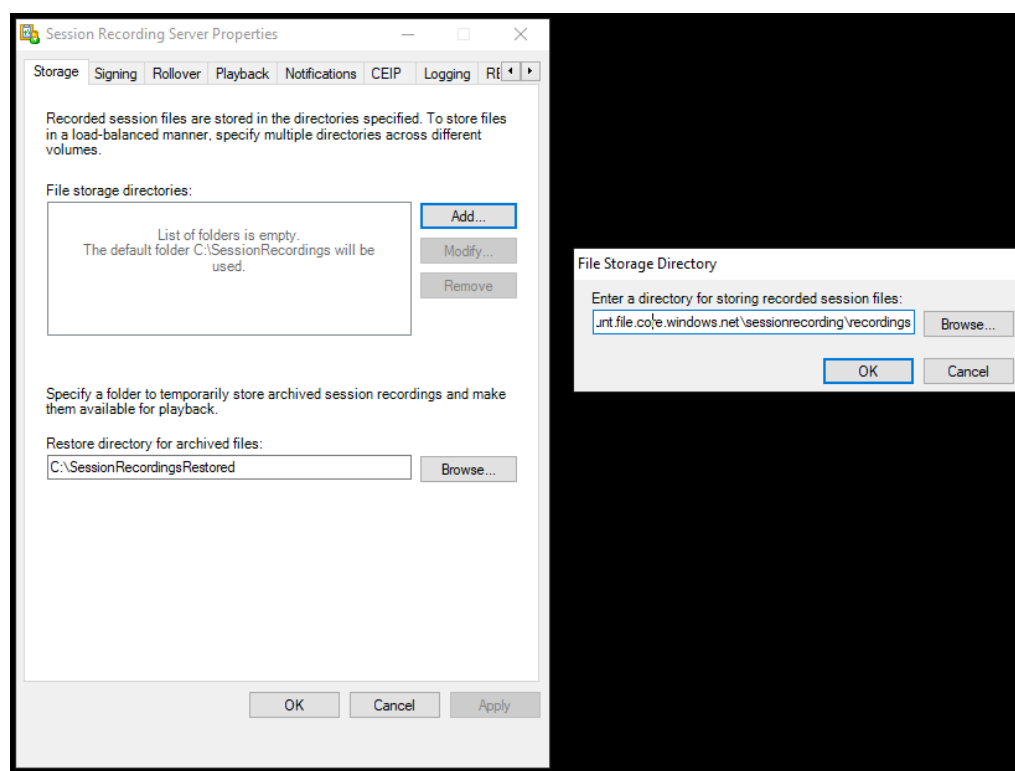 Session Recording Server Properties
Storage Signing Rollover Playback Notifications CEIP Logging
Recorded session files are stored in the directories specified. To store files
in a load-balanced manner, specify multiple directories across different
volumes.
File storage directories:
List of folders is empty.
The default folder C:\SessionRecordings will be
used.
Add...
Modify...
Remove
Specify a folder to temporarily store archived session recordings and make
them available for playback.
Restore directory for archived files:
C:\SessionRecordingsRestored
Browse...
OK Cancel Apply
File Storage Directory
Enter a directory for storing recorded session files:
unt.file.core.windows.net\sessionrecording\recordings
Browse...
OK Cancel